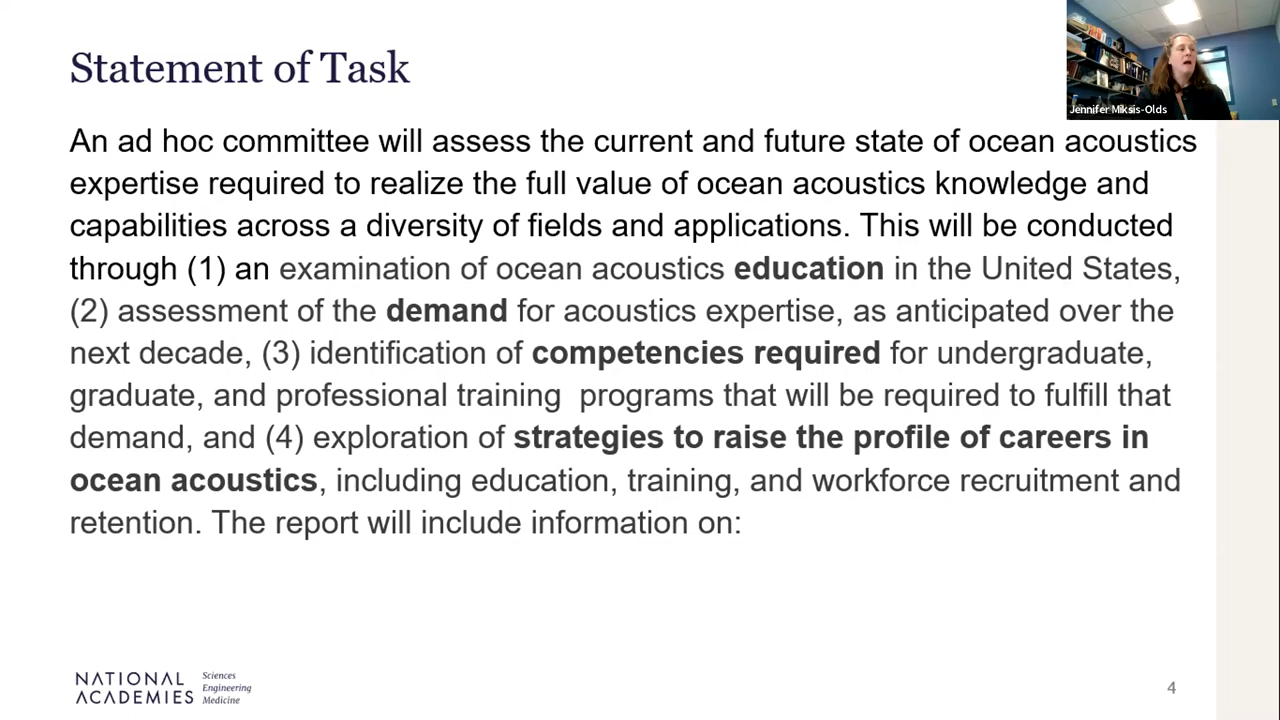 Statement of Task
Jennifer Miksis-Olds
An ad hoc committee will assess the current and future state of ocean acoustics
expertise required to realize the full value of ocean acoustics knowledge and
capabilities across a diversity of fields and applications. This will be conducted
through (1) an examination of ocean acoustics education in the United States,
(2) assessment of the demand for acoustics expertise, as anticipated over the
next decade, (3) identification of competencies required for undergraduate,
graduate, and professional training  programs that will be required to fulfill that
demand, and (4) exploration of strategies to raise the profile of careers in
ocean acoustics, including education, training, and workforce recruitment and
retention. The report will include information on:
NATIONAL
ACADEMIES
Sciences
Engineering
Medicine
4